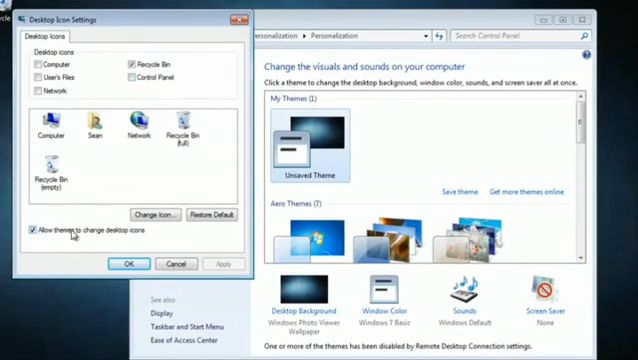 cycle
Desktop Icon Settings
Desktop Icons
Desktop icons
Computer
Recycle Bin
User's Files
Control Panel
Network
Computer
Sean
Network
Recycle Bin
(full)
Recycle Bin
(empty)
Change Icon...
Restore Default
Allow themes to change desktop icons
OK
Cancel
Apply
ersonalization
Personalization
Search Control Panel
Change the visuals and sounds on your computer
Click a theme to change the desktop background, window color, sounds, and screen saver all at once.
My Themes (1)
Unsaved Theme
Save theme
Get more themes online
Aero Themes (7)
See also
Display
Taskbar and Start Menu
Ease of Access Center
Desktop Background
Windows Photo Viewer
Wallpaper
Window Color
Windows 7 Basic
Sounds
Windows Default
Screen Saver
None
One or more of the themes has been disabled by Remote Desktop Connection settings.